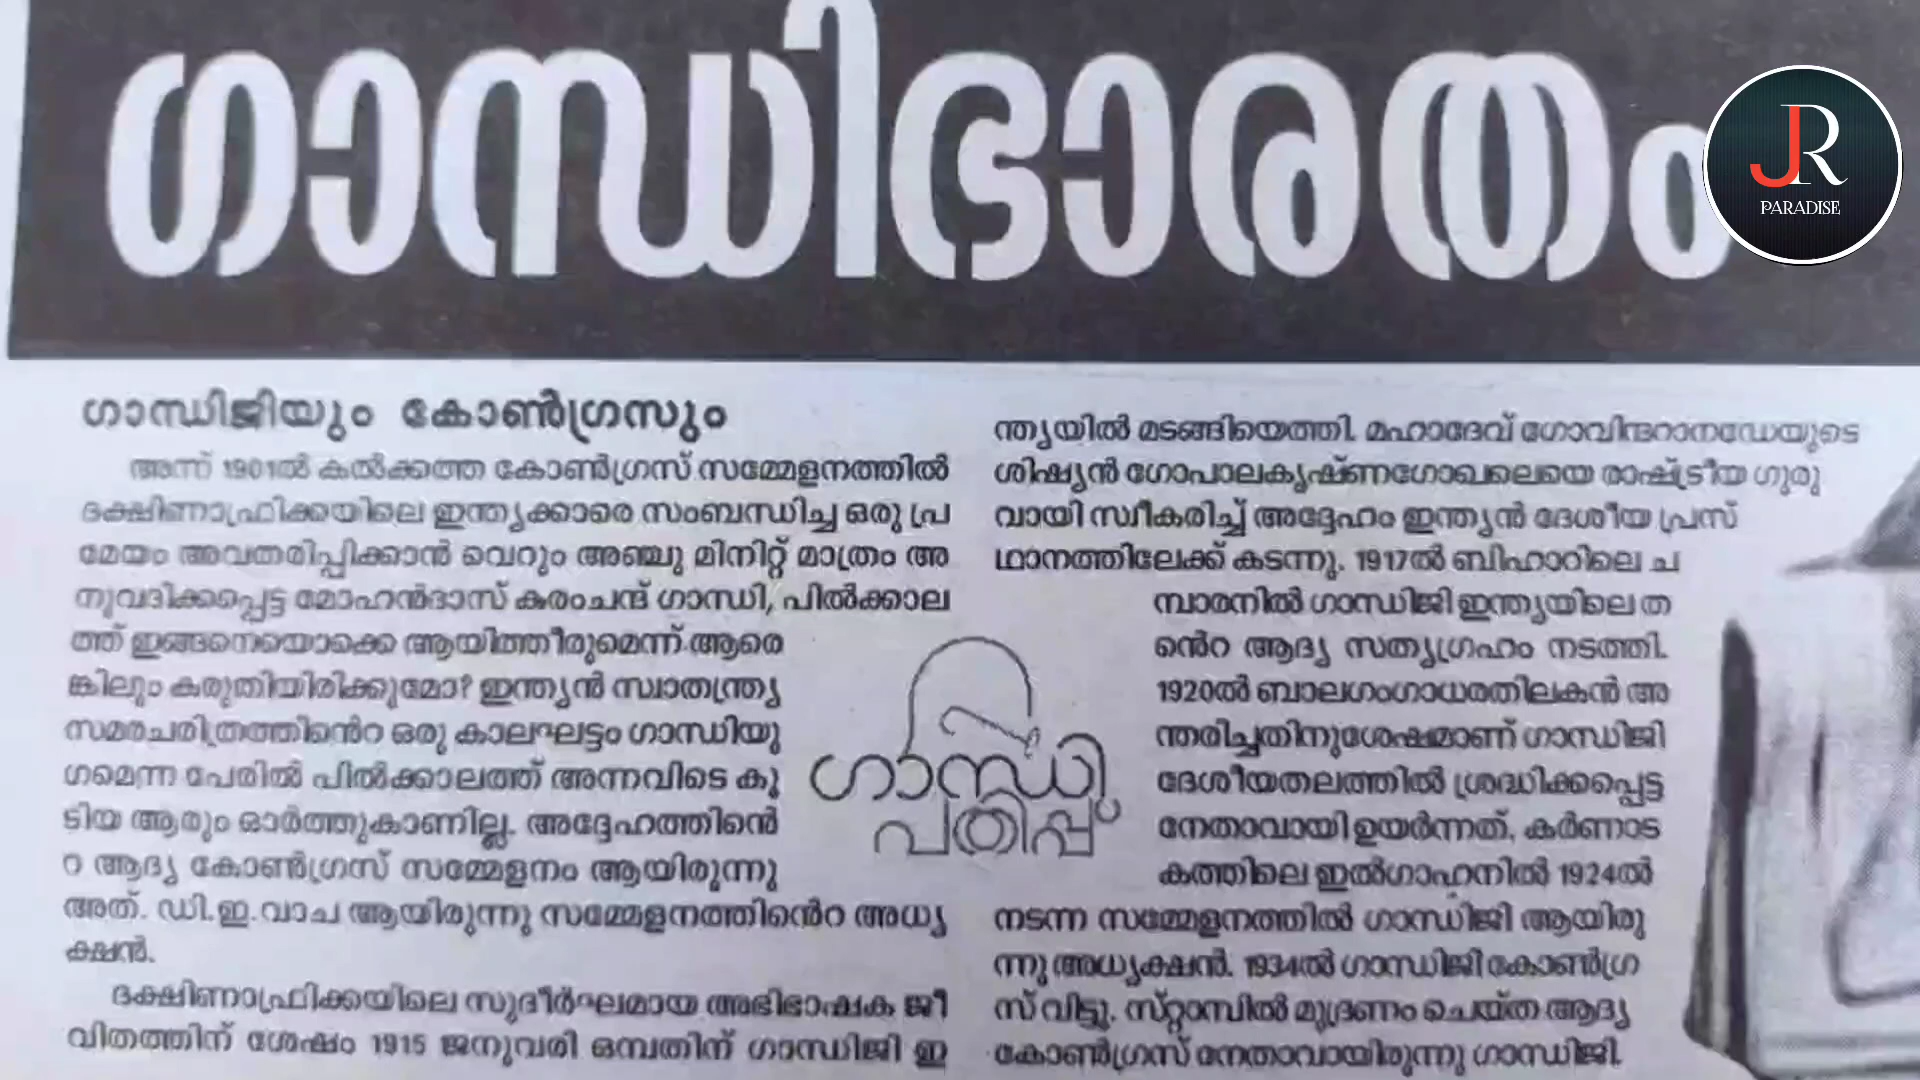 ഗാന്ധിഭാരതം
JR
PARADISE
ഗാന്ധിജിയും കോൺഗ്രസും
അന്ന് 1901ൽ കൽക്കത്ത കോൺഗ്രസ് സമ്മേളനത്തിൽ
ദക്ഷിണാഫ്രിക്കയിലെ ഇന്ത്യക്കാരെ സംബന്ധിച്ച ഒരു പ്ര
മേയം അവതരിപ്പിക്കാൻ വെറും അഞ്ചു മിനിറ്റ് മാത്രം അ
നുവദിക്കപ്പെട്ട മോഹൻദാസ് കരംചന്ദ് ഗാന്ധി, പിൽക്കാല
ത്ത് ഇങ്ങനെയൊക്കെ ആയിത്തീരുമെന്ന് ആരെ
ങ്കിലും കരുതിയിരിക്കുമോ? ഇന്ത്യൻ സ്വാതന്ത്ര്യ
സമരചരിത്രത്തിൻെറ ഒരു കാലഘട്ടം ഗാന്ധിയു
ഗമെന്ന പേരിൽ പിൽക്കാലത്ത് അന്നവിടെ കൂ
ടിയ ആരും ഓർത്തുകാണില്ല. അദ്ദേഹത്തിൻെ
റ ആദ്യ കോൺഗ്രസ് സമ്മേളനം ആയിരുന്നു
അത്. ഡി.ഇ.വാച ആയിരുന്നു സമ്മേളനത്തിൻെറ അധ്യ
ക്ഷൻ.
ദക്ഷിണാഫ്രിക്കയിലെ സുദീർഘമായ അഭിഭാഷക ജീ
വിതത്തിന് ശേഷം 1915 ജനുവരി ഒമ്പതിന് ഗാന്ധിജി ഇ
ഗാന്ധി
പതിപ്പ്
ന്ത്യയിൽ മടങ്ങിയെത്തി. മഹാദേവ് ഗോവിന്ദറാനഡേയുടെ
ശിഷ്യൻ ഗോപാലകൃഷ്ണഗോഖലെയെ രാഷ്ട്രീയ ഗുരു
വായി സ്വീകരിച്ച് അദ്ദേഹം ഇന്ത്യൻ ദേശീയ പ്രസ്
ഥാനത്തിലേക്ക് കടന്നു. 1917ൽ ബിഹാറിലെ ച
മ്പാരനിൽ ഗാന്ധിജി ഇന്ത്യയിലെ ത
ൻെറ ആദ്യ സത്യഗ്രഹം നടത്തി.
1920ൽ ബാലഗംഗാധരതിലകൻ അ
ന്തരിച്ചതിനുശേഷമാണ് ഗാന്ധിജി
ദേശീയതലത്തിൽ ശ്രദ്ധിക്കപ്പെട്ട
നേതാവായി ഉയർന്നത്. കർണാട
കത്തിലെ ഇൽഗാഹനിൽ 1924ൽ
നടന്ന സമ്മേളനത്തിൽ ഗാന്ധിജി ആയിരു
ന്നു അധ്യക്ഷൻ. 1934ൽ ഗാന്ധിജി കോൺഗ്ര
സ് വിട്ടു. സ്റ്റാമ്പിൽ മുദ്രണം ചെയ്ത ആദ്യ
കോൺഗ്രസ് നേതാവായിരുന്നു ഗാന്ധിജി.